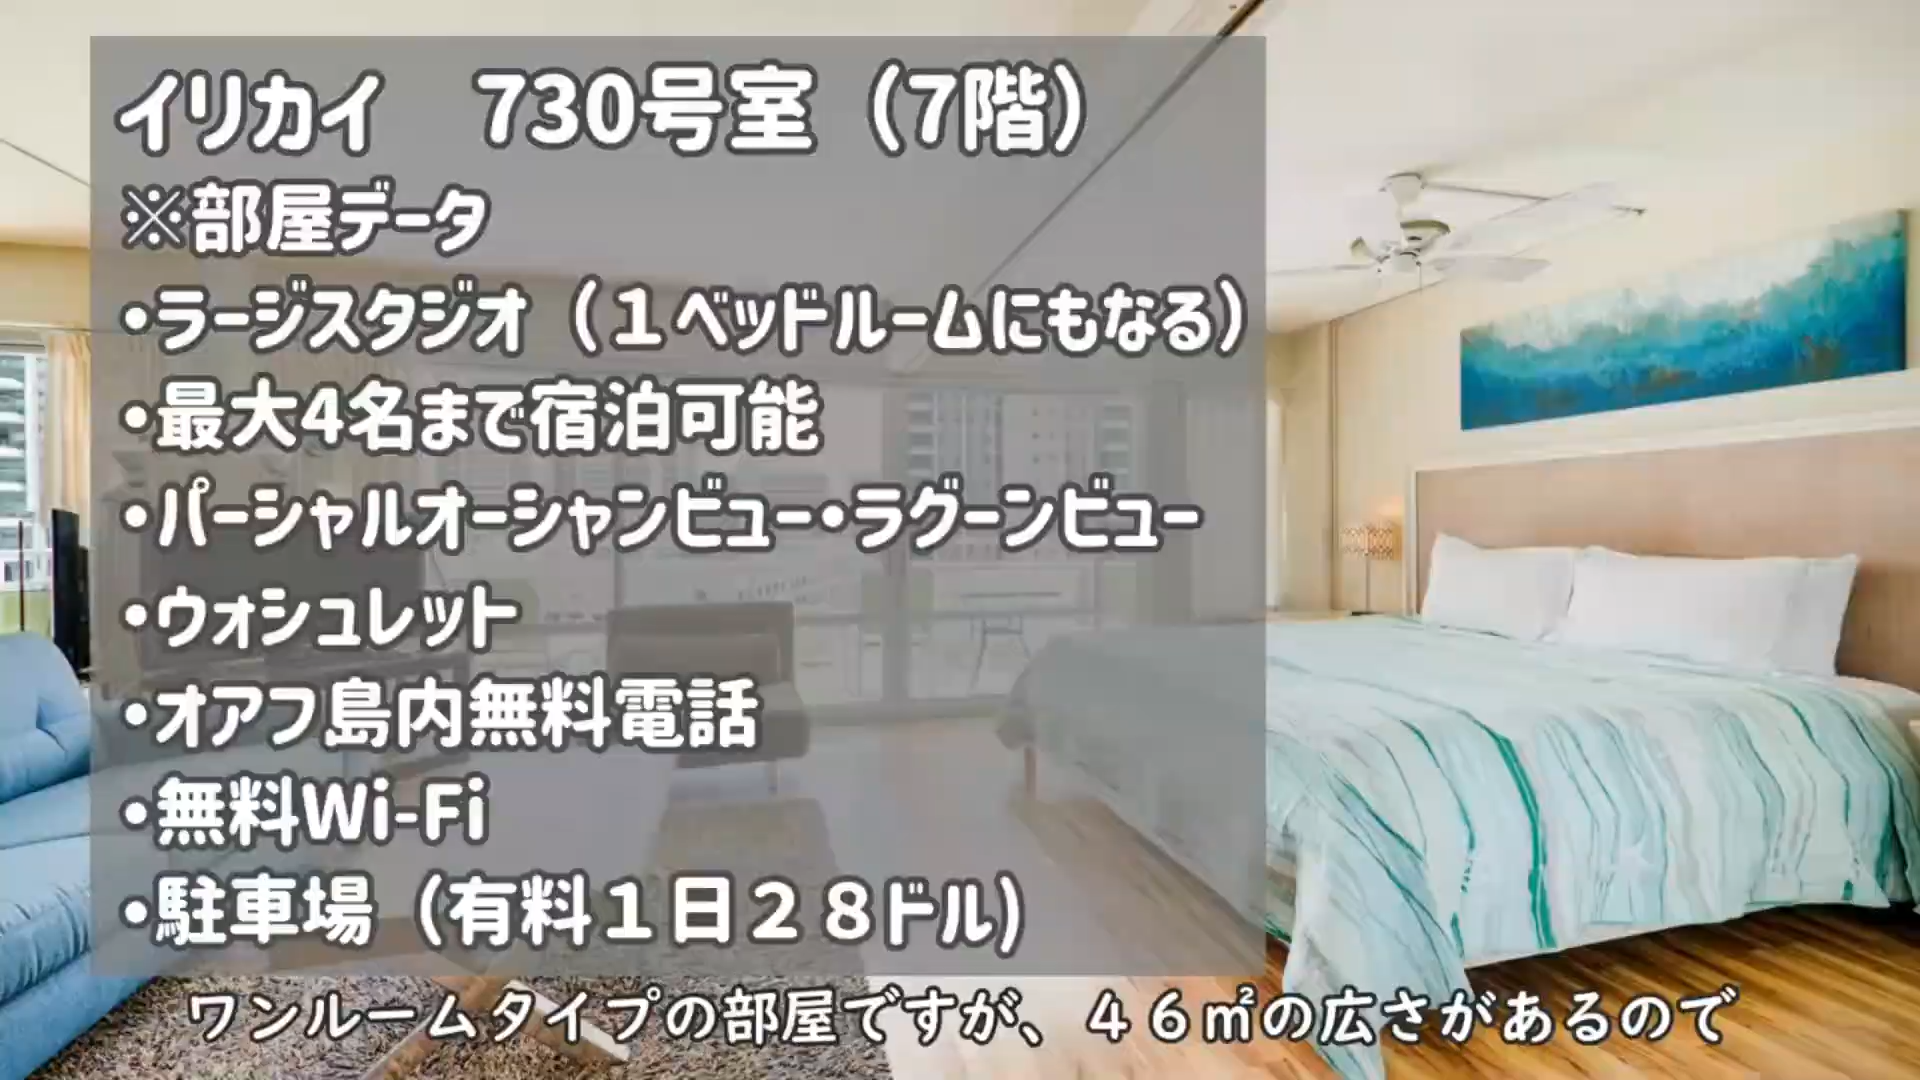 イリカイ　730号室（7階）
※部屋データ
・ラージスタジオ（１ベッドルームにもなる）
・最大4名まで宿泊可能
・パーシャルオーシャンビュー・ラグーンビュー
・ウォシュレット
・オアフ島内無料電話
・無料Wi-Fi
・駐車場（有料１日２８ドル)
ワンルームタイプの部屋ですが、４６㎡の広さがあるので